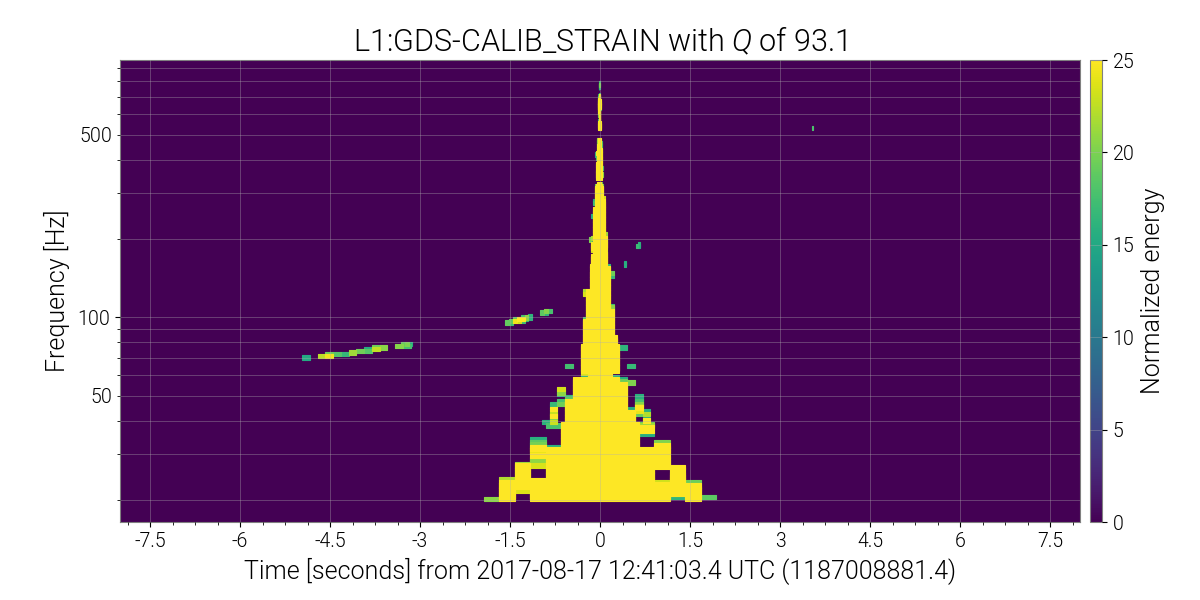 L1:GDS-CALIB_STRAIN with Q of 93.1
Frequency [Hz]
500
100
50
-7.5 -6 -4.5 -3 -1.5 0 1.5 3 4.5 6 7.5
Time [seconds] from 2017-08-17 12:41:03.4 UTC (1187008881.4)
25
20
15
10
5
0
Normalized energy